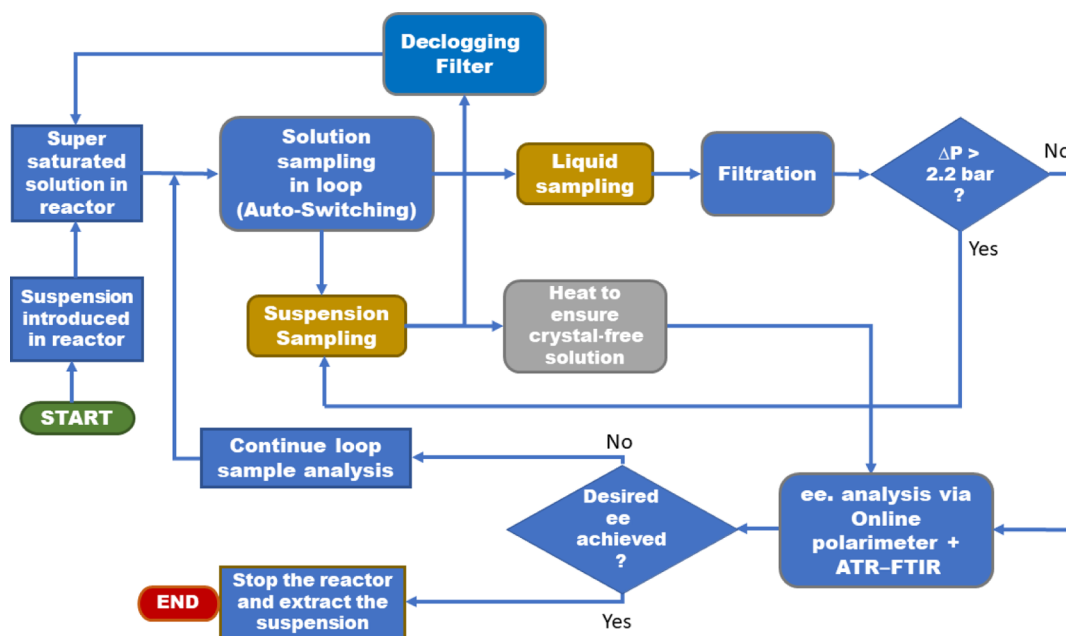 Declogging
Filter
Super
saturated
solution in
reactor
Solution
sampling
in loop
(Auto-Switching)
Liquid
sampling
Filtration
ΔP >
2.2 bar
?
No
Yes
Suspension
introduced
in reactor
Suspension
Sampling
Heat to
ensure
crystal-free
solution
START
Continue loop
sample analysis
No
Desired
ee
achieved
?
ee. analysis via
Online
polarimeter +
ATR–FTIR
END
Stop the reactor
and extract the
suspension
Yes